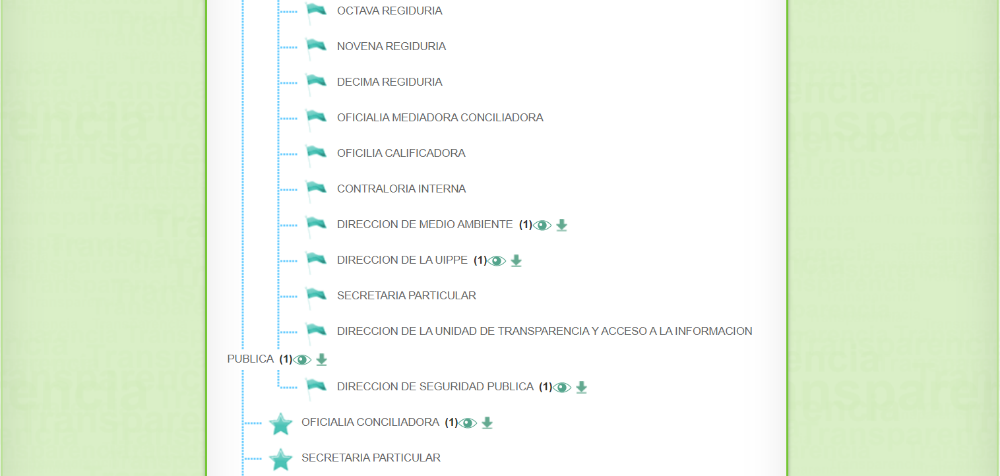 OCTAVA REGIDURIA
NOVENA REGIDURIA
DECIMA REGIDURIA
OFICIALIA MEDIADORA CONCILIADORA
OFICILIA CALIFICADORA
CONTRALORIA INTERNA
DIRECCION DE MEDIO AMBIENTE (1)
DIRECCION DE LA UIPPE (1)
SECRETARIA PARTICULAR
DIRECCION DE LA UNIDAD DE TRANSPARENCIA Y ACCESO A LA INFORMACION
PUBLICA (1)
DIRECCION DE SEGURIDAD PUBLICA (1)
OFICIALIA CONCILIADORA (1)
SECRETARIA PARTICULAR